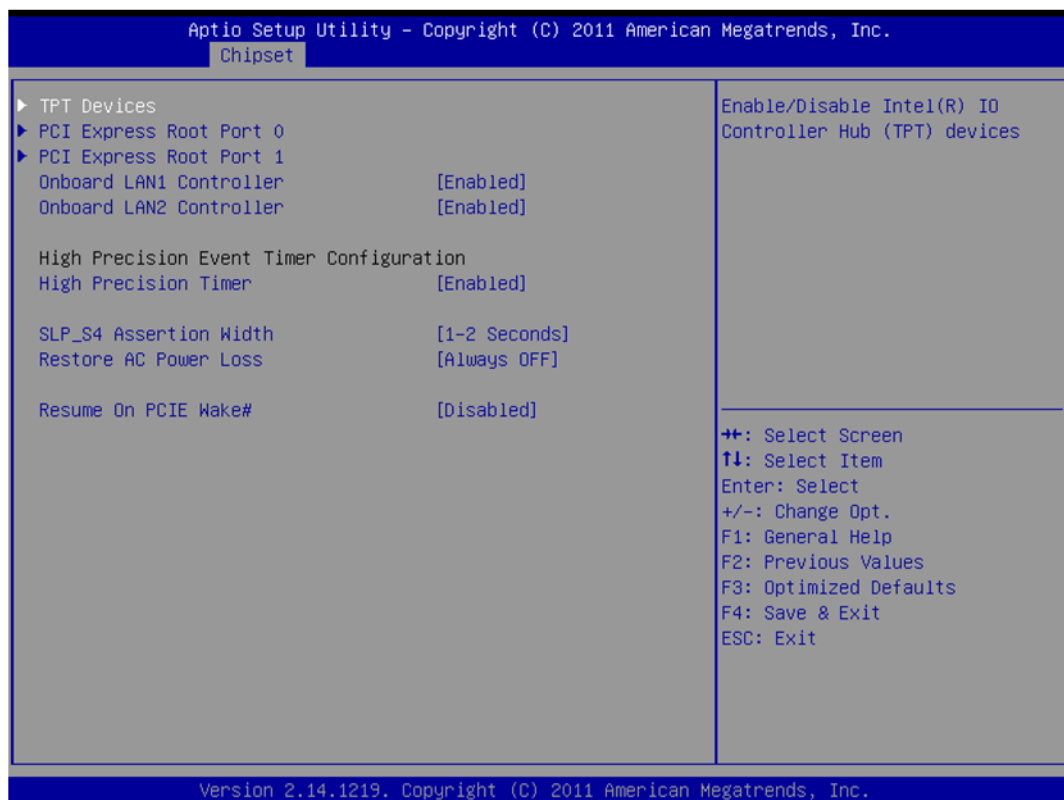 Aptio Setup Utility – Copyright (C) 2011 American Megatrends, Inc.
Chipset
▶ TPT Devices
▶ PCI Express Root Port 0
▶ PCI Express Root Port 1
Onboard LAN1 Controller [Enabled]
Onboard LAN2 Controller [Enabled]
High Precision Event Timer Configuration
High Precision Timer [Enabled]
SLP_S4 Assertion Width [1–2 Seconds]
Restore AC Power Loss [Always OFF]
Resume On PCIE Wake# [Disabled]
Enable/Disable Intel(R) IO
Controller Hub (TPT) devices
→←: Select Screen
↑↓: Select Item
Enter: Select
+/–: Change Opt.
F1: General Help
F2: Previous Values
F3: Optimized Defaults
F4: Save & Exit
ESC: Exit
Version 2.14.1219. Copyright (C) 2011 American Megatrends, Inc.